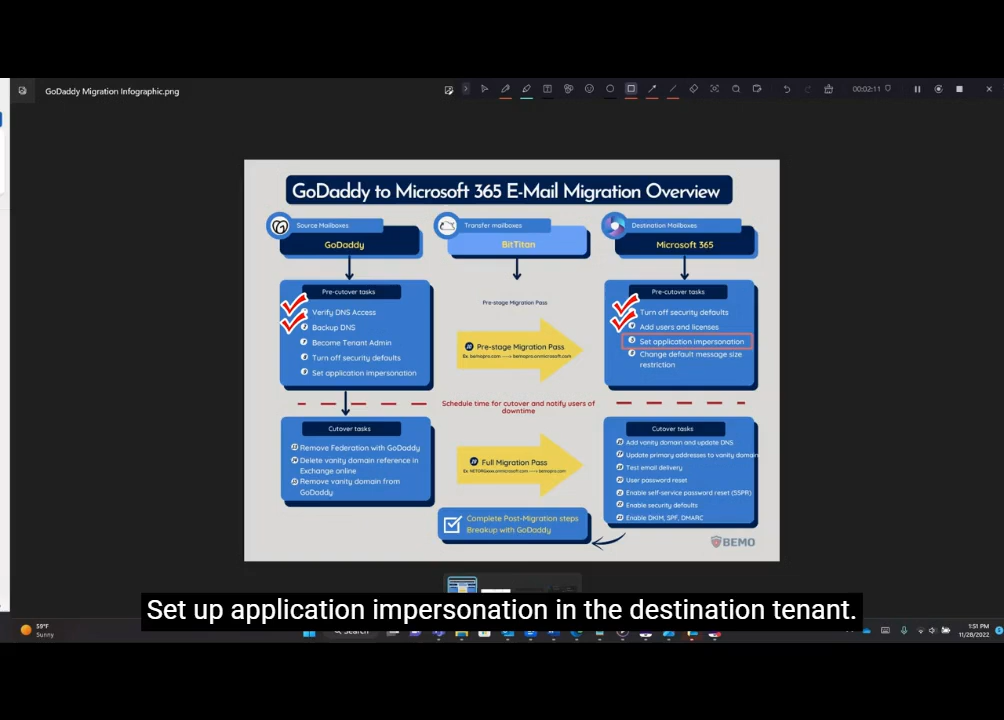 GoDaddy Migration Infographic.png
00:02:11
GoDaddy to Microsoft 365 E-Mail Migration Overview
Source Mailboxes
GoDaddy
Transfer mailboxes
BitTitan
Destination Mailboxes
Microsoft 365
Pre-cutover tasks
Verify DNS Access
Backup DNS
Become Tenant Admin
Turn off security defaults
Set application impersonation
Pre-stage Migration Pass
Pre-stage Migration Pass
Ex: bemopro.com ----> bemopro.onmicrosoft.com
Pre-cutover tasks
Turn off security defaults
Add users and licenses
Set application impersonation
Change default message size
restriction
Schedule time for cutover and notify users of
downtime
Cutover tasks
Remove Federation with GoDaddy
Delete vanity domain reference in
Exchange online
Remove vanity domain from
GoDaddy
Full Migration Pass
Cutover tasks
Add vanity domain and update DNS
Update primary addresses to vanity domain
Test email delivery
User password reset
Enable self-service password reset (SSPR)
Enable security defaults
Enable DKIM, SPF, DMARC
Complete Post-Migration steps
Breakup with GoDaddy
BEMO
Set up application impersonation in the destination tenant.
59°F
Sunny
Search
1:51 PM
11/28/2022